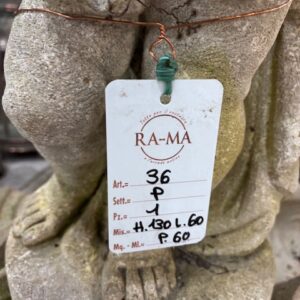 RA-MA
Art.= 36
Sett.= P
Pz.= 1
Mis.= H.130 L.60
Mq. - Ml.= P.60